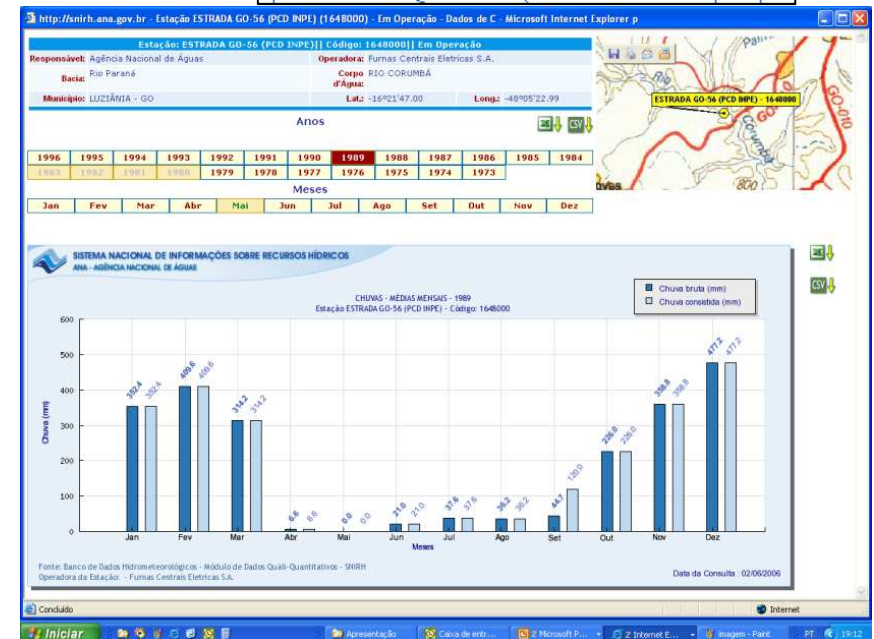 http://snirh.ana.gov.br - Estação ESTRADA GO-56 (PCD INPE) (1648000) - Em Operação - Dados de C - Microsoft Internet Explorer p
Estação: ESTRADA GO-56 (PCD INPE)|| Código: 1648000|| Em Operação
Responsável: Agência Nacional de Águas Operadora: Furnas Centrais Eletricas S.A.
Bacia: Rio Paraná Corpo d'Água: RIO CORUMBÁ
Município: LUZIÂNIA - GO Lat.: -16º21'47.00 Long.: -48º05'22.99
ESTRADA GO-56 (PCD INPE) - 1648000
GO-010
Corumbá
800
Anos
CSV
1996 1995 1994 1993 1992 1991 1990 1989 1988 1987 1986 1985 1984
1983 1982 1981 1980 1979 1978 1977 1976 1975 1974 1973
Meses
Jan Fev Mar Abr Mai Jun Jul Ago Set Out Nov Dez
SISTEMA NACIONAL DE INFORMAÇÕES SOBRE RECURSOS HÍDRICOS
ANA - AGÊNCIA NACIONAL DE ÁGUAS
CSV
CHUVAS - MÉDIAS MENSAIS - 1989
Estação ESTRADA GO-56 (PCD INPE) - Código: 1648000
Chuva bruta (mm)
Chuva consistida (mm)
Chuva (mm)
600
500
400
300
200
100
0
352.4 352.4 409.6 409.6 314.2 314.2 6.6 6.6 0.0 0.0 21.0 21.0 37.6 37.6 36.2 36.2 44.7 120.0 226.0 226.0 358.8 358.8 477.2 477.2
Jan Fev Mar Abr Mai Jun Jul Ago Set Out Nov Dez
Meses
Fonte: Banco de Dados Hidrometeorológicos - Módulo de Dados Quáli-Quantitativos - SNIRH
Operadora da Estação: - Furnas Centrais Eletricas S.A.
Data da Consulta : 02/06/2006
Concluído
Internet
Iniciar Apresentação Caixa de entr... 2 Microsoft P... 2 Internet E... imagem - Paint PT 19:12